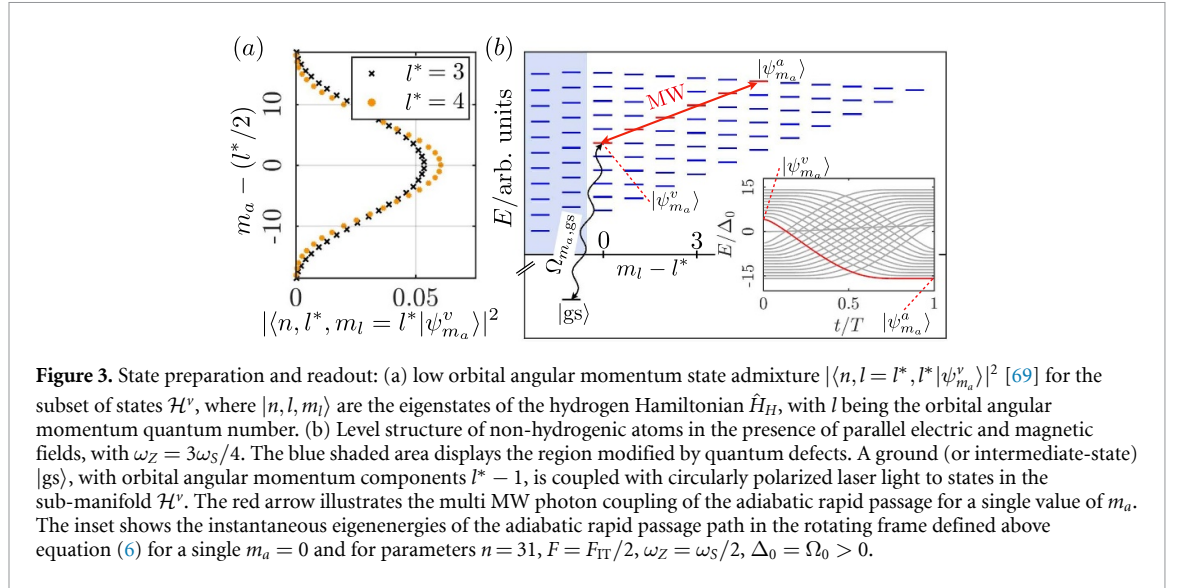 (a)
(b)
× l* = 3
● l* = 4
10
0
-10
m_a − (l*/2)
0
0.05
|⟨n, l*, m_l = l*|ψ^v_{m_a}⟩|²
E/arb. units
MW
|ψ^a_{m_a}⟩
|ψ^v_{m_a}⟩
Ω_{m_a,gs}
0
3
m_l − l*
|gs⟩
|ψ^v_{m_a}⟩
15
0
-15
E/Δ_0
0
0.5
1
t/T
|ψ^a_{m_a}⟩
Figure 3. State preparation and readout: (a) low orbital angular momentum state admixture |⟨n, l = l*, l*|ψ^v_{m_a}⟩|² [69] for the
subset of states ℋ^v, where |n, l, m_l⟩ are the eigenstates of the hydrogen Hamiltonian Ĥ_H, with l being the orbital angular
momentum quantum number. (b) Level structure of non-hydrogenic atoms in the presence of parallel electric and magnetic
fields, with ω_Z = 3ω_S/4. The blue shaded area displays the region modified by quantum defects. A ground (or intermediate-state)
|gs⟩, with orbital angular momentum components l* − 1, is coupled with circularly polarized laser light to states in the
sub-manifold ℋ^v. The red arrow illustrates the multi MW photon coupling of the adiabatic rapid passage for a single value of m_a.
The inset shows the instantaneous eigenenergies of the adiabatic rapid passage path in the rotating frame defined above
equation (6) for a single m_a = 0 and for parameters n = 31, F = F_IT/2, ω_Z = ω_S/2, Δ_0 = Ω_0 > 0.